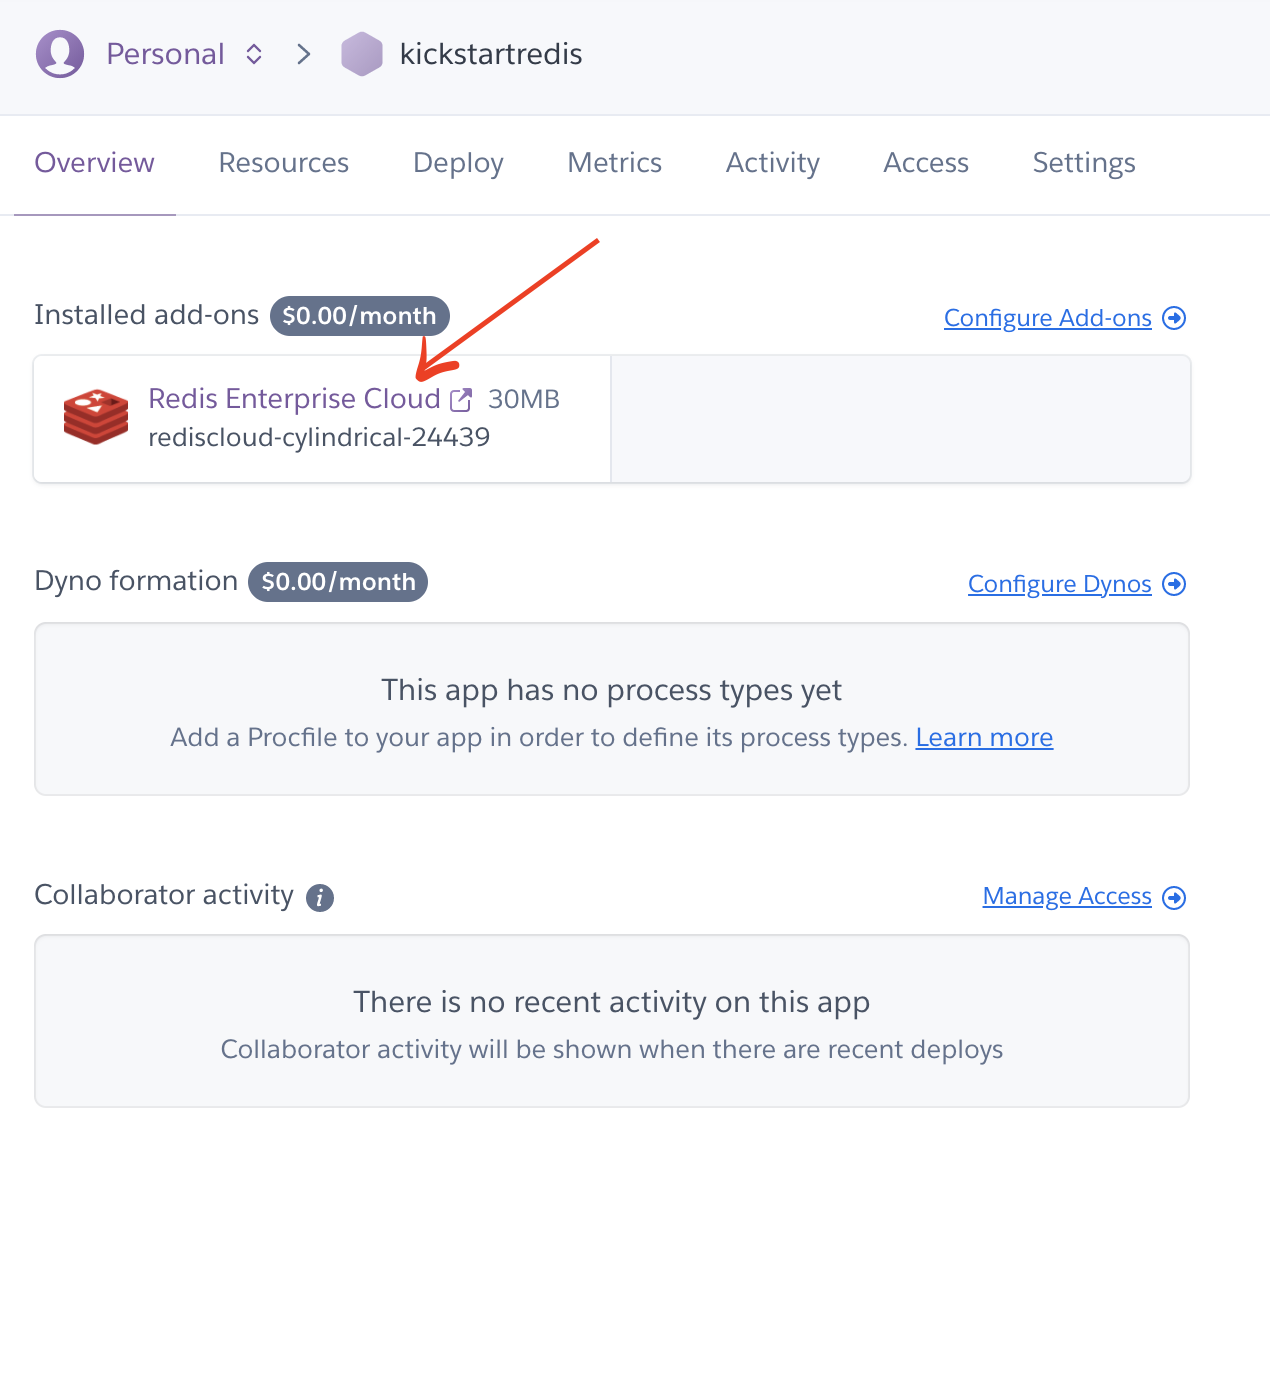 Personal kickstartredis
Overview Resources Deploy Metrics Activity Access Settings
Installed add-ons $0.00/month Configure Add-ons
Redis Enterprise Cloud 30MB
rediscloud-cylindrical-24439
Dyno formation $0.00/month Configure Dynos
This app has no process types yet
Add a Procfile to your app in order to define its process types. Learn more
Collaborator activity i Manage Access
There is no recent activity on this app
Collaborator activity will be shown when there are recent deploys